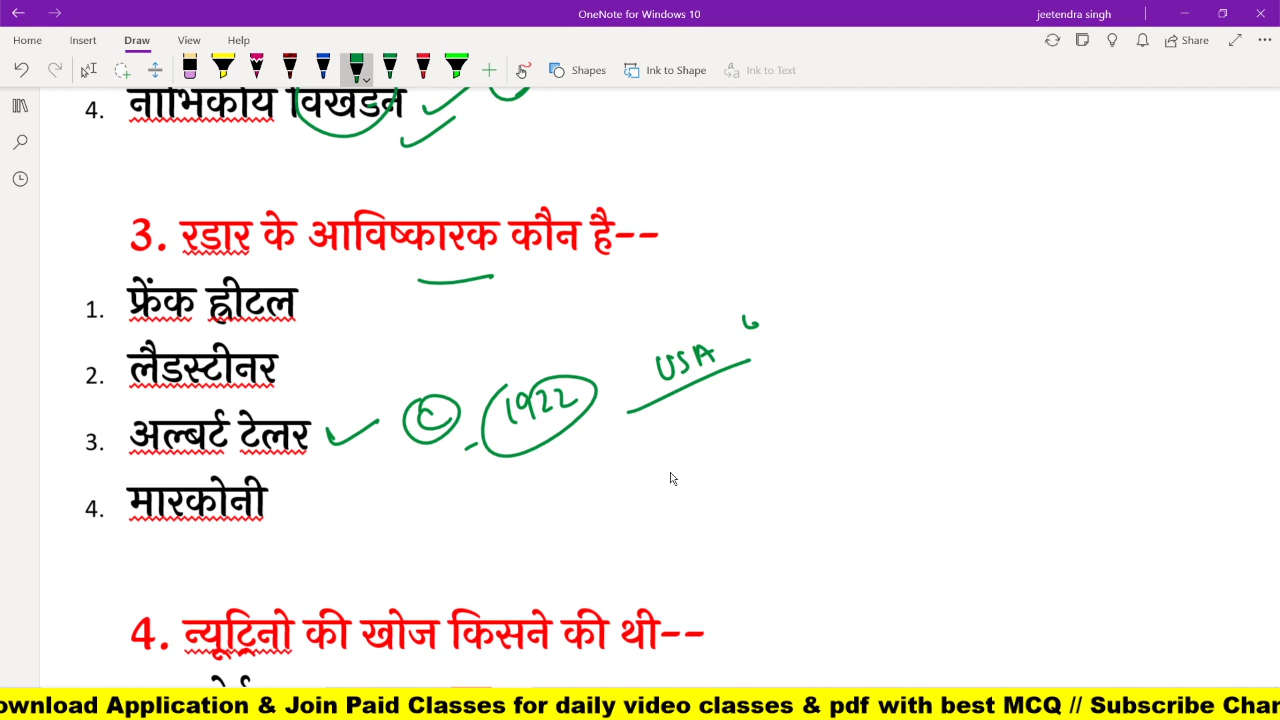 OneNote for Windows 10
jeetendra singh
Home Insert Draw View Help
Share
Shapes Ink to Shape Ink to Text
4. नाभिकीय विखंडन
3. रडार के आविष्कारक कौन है--
1. फ्रेंक ह्वीटल
2. लैडस्टीनर
3. अल्बर्ट टेलर
C 1922 USA
4. मारकोनी
4. न्यूट्रिनो की खोज किसने की थी--
ownload Application & Join Paid Classes for daily video classes & pdf with best MCQ // Subscribe Char